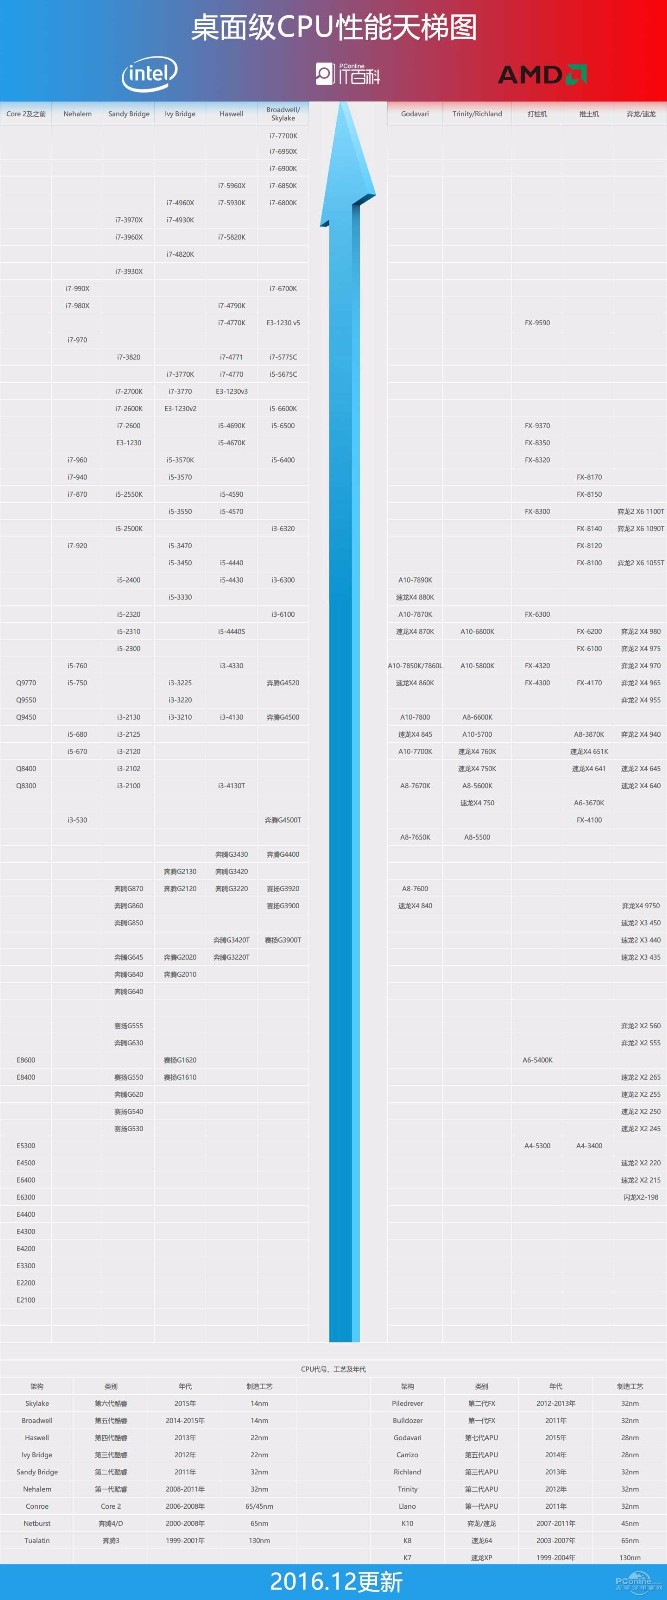 桌面级CPU性能天梯图
intel PConline IT百科 AMD
Core 2及之前 Nehalem Sandy Bridge Ivy Bridge Haswell Broadwell/Skylake Godavari Trinity/Richland 打桩机 推土机 弈龙/速龙
i7-7700K
i7-6950X
i7-6900K
i7-5960X i7-6850K
i7-4960X i7-5930K i7-6800K
i7-3970X i7-4930K
i7-3960X i7-5820K
i7-4820K
i7-3930X
i7-990X i7-6700K
i7-980X i7-4790K
i7-4770K E3-1230 v5 FX-9590
i7-970
i7-3820 i7-4771 i7-5775C
i7-3770K i7-4770 i5-5675C
i7-2700K i7-3770 E3-1230v3
i7-2600K E3-1230v2 i5-6600K
i7-2600 i5-4690K i5-6500 FX-9370
E3-1230 i5-4670K FX-8350
i7-960 i5-3570K i5-6400 FX-8320
i7-940 i5-3570 FX-8170
i7-870 i5-2550K i5-4590 FX-8150
i5-3550 i5-4570 FX-8300 弈龙2 X6 1100T
i5-2500K i3-6320 FX-8140 弈龙2 X6 1090T
i7-920 i5-3470 FX-8120
i5-3450 i5-4440 FX-8100 弈龙2 X6 1055T
i5-2400 i5-4430 i3-6300 A10-7890K
i5-3330 速龙X4 880K
i5-2320 i3-6100 A10-7870K FX-6300
i5-2310 i5-4440S 速龙X4 870K A10-6800K FX-6200 弈龙2 X4 980
i5-2300 FX-6100 弈龙2 X4 975
i5-760 i3-4330 A10-7850K/7860L A10-5800K FX-4320 弈龙2 X4 970
Q9770 i5-750 i3-3225 奔腾G4520 速龙X4 860K FX-4300 FX-4170 弈龙2 X4 965
Q9550 i3-3220 弈龙2 X4 955
Q9450 i3-2130 i3-3210 i3-4130 奔腾G4500 A10-7800 A8-6600K
i5-680 i3-2125 速龙X4 845 A10-5700 A8-3870K 弈龙2 X4 940
i5-670 i3-2120 A10-7700K 速龙X4 760K 速龙X4 651K
Q8400 i3-2102 速龙X4 750K 速龙X4 641 速龙2 X4 645
Q8300 i3-2100 i3-4130T A8-7670K A8-5600K 速龙2 X4 640
速龙X4 750 A6-3670K
i3-530 奔腾G4500T FX-4100
A8-7650K A8-5500
奔腾G3430 奔腾G4400
奔腾G2130 奔腾G3420
奔腾G870 奔腾G2120 奔腾G3220 赛扬G3920 A8-7600
奔腾G860 赛扬G3900 速龙X4 840 弈龙X4 9750
奔腾G850 速龙2 X3 450
奔腾G3420T 赛扬G3900T 速龙2 X3 440
奔腾G645 奔腾G2020 奔腾G3220T 速龙2 X3 435
奔腾G840 奔腾G2010
奔腾G640
赛扬G555 弈龙2 X2 560
奔腾G630 弈龙2 X2 555
E8600 赛扬G1620 A6-5400K
E8400 赛扬G550 赛扬G1610 速龙2 X2 265
奔腾G620 速龙2 X2 255
赛扬G540 速龙2 X2 250
赛扬G530 速龙2 X2 245
E5300 A4-5300 A4-3400
E4500 速龙2 X2 220
E6400 速龙2 X2 215
E6300 闪龙X2-198
E4400
E4300
E4200
E3300
E2200
E2100
CPU代号、工艺及年代
架构 类别 年代 制造工艺 架构 类别 年代 制造工艺
Skylake 第六代酷睿 2015年 14nm Piledrever 第二代FX 2012-2013年 32nm
Broadwell 第五代酷睿 2014-2015年 14nm Bulldozer 第一代FX 2011年 32nm
Haswell 第四代酷睿 2013年 22nm Godavari 第七代APU 2015年 28nm
Ivy Bridge 第三代酷睿 2012年 22nm Carrizo 第五代APU 2014年 28nm
Sandy Bridge 第二代酷睿 2011年 32nm Richland 第三代APU 2013年 32nm
Nehalem 第一代酷睿 2008-2011年 32nm Trinity 第二代APU 2012年 32nm
Conroe Core 2 2006-2008年 65/45nm Llano 第一代APU 2011年 32nm
Netburst 奔腾4/D 2000-2008年 65nm K10 弈龙/速龙 2007-2011年 45nm
Tualatin 奔腾3 1999-2001年 130nm K8 速龙64 2003-2007年 65nm
K7 速龙XP 1999-2004年 130nm
2016.12更新
PConline